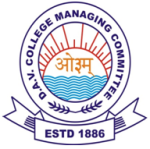 D.A.V. COLLEGE MANAGING COMMITTEE
ओ३म्
ESTD 1886